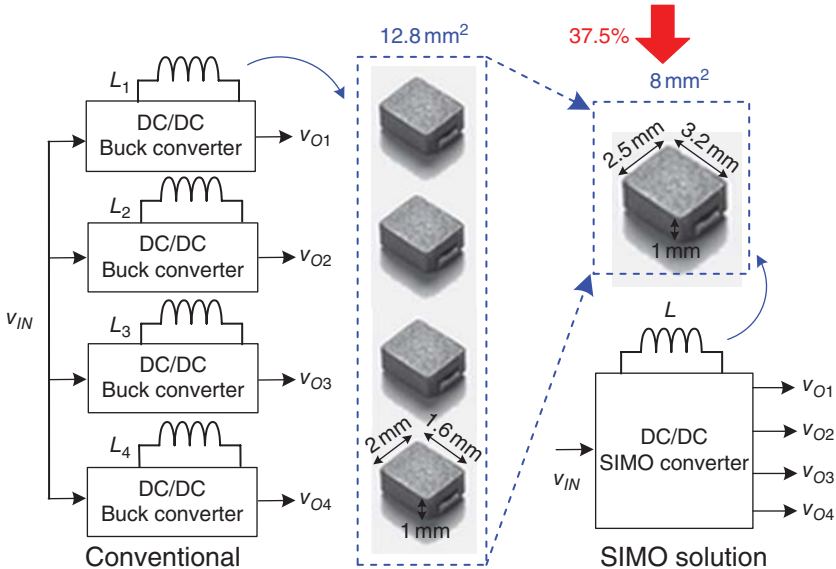 L1
DC/DC
Buck converter
vO1
L2
DC/DC
Buck converter
vO2
vIN
L3
DC/DC
Buck converter
vO3
L4
DC/DC
Buck converter
vO4
Conventional
12.8 mm²
2 mm
1.6 mm
1 mm
37.5%
8 mm²
2.5 mm
3.2 mm
1 mm
L
DC/DC
SIMO converter
vIN
vO1
vO2
vO3
vO4
SIMO solution